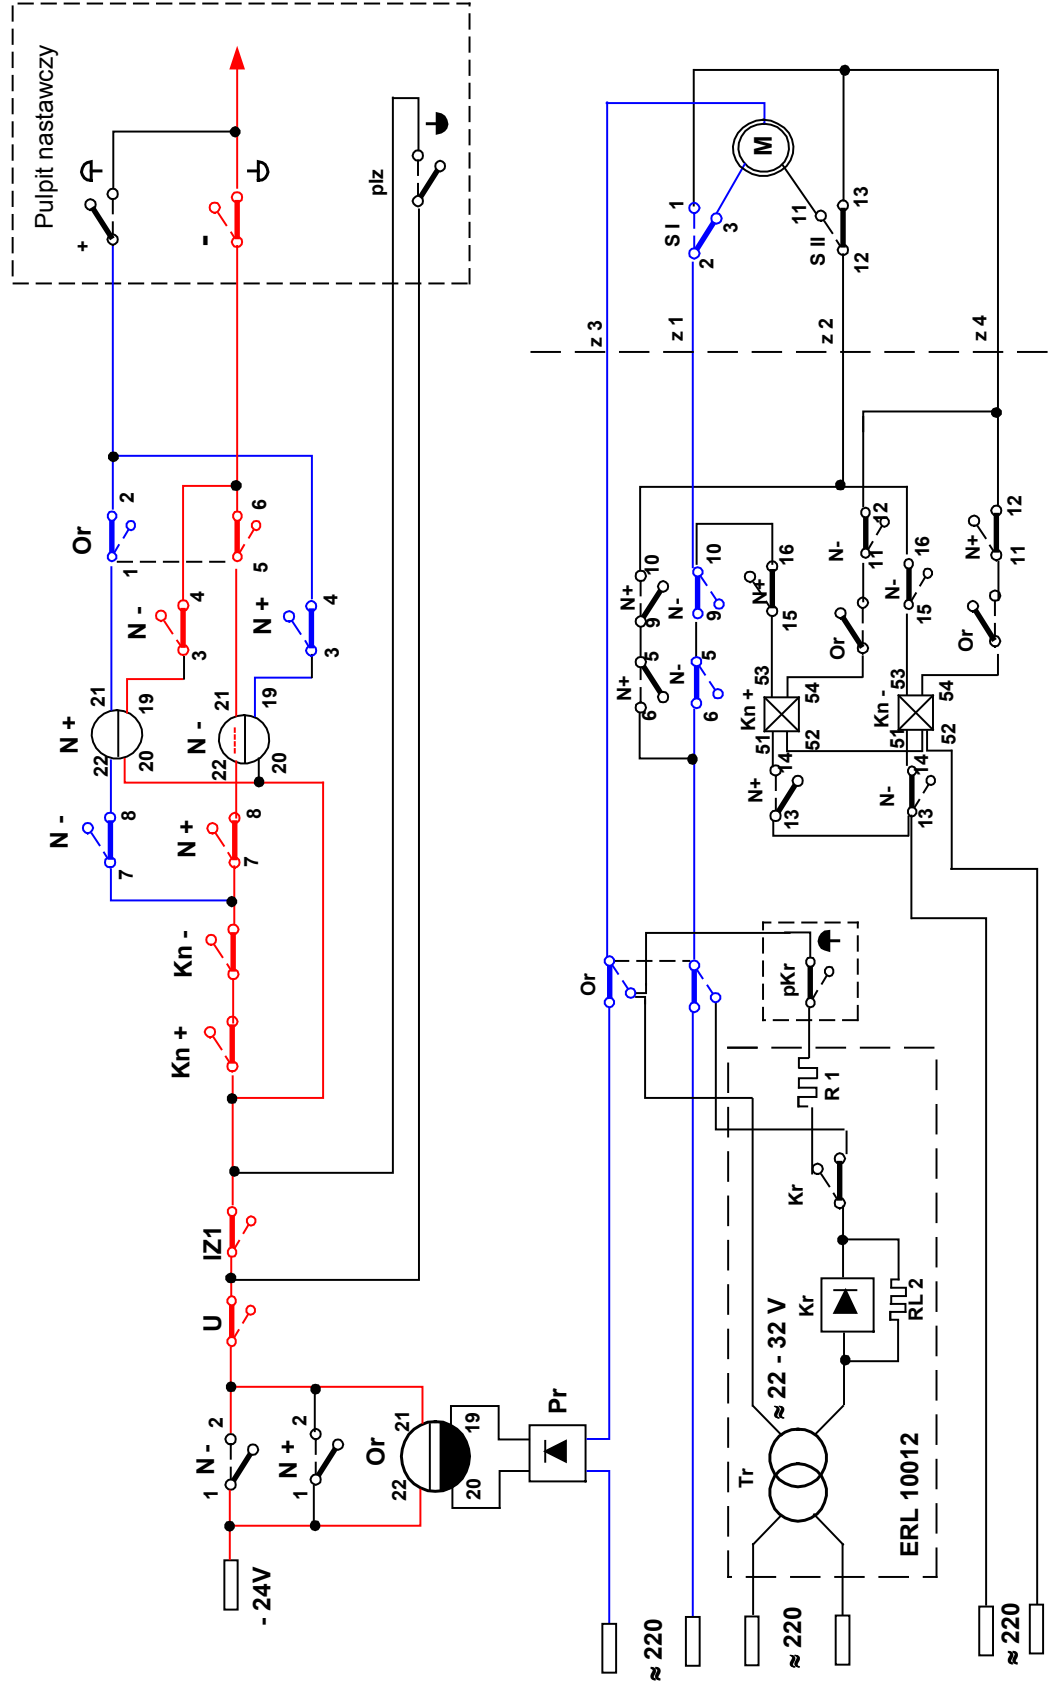 Pulpit nastawczy
+
Or
N +
N -
22
21
1
2
7
8
20
19
N -
3
4
Kn -
Kn +
N +
N -
22
21
-
IZ1
U
N -
1
2
7
8
5
6
N +
20
19
3
4
- 24V
N +
1
2
Or
22
21
20
19
plz
Pr
Or
z 3
N+
N+
6
5
9
10
≈ 220
z 1
S I
N-
N-
6
5
9
10
2
3
1
Tr
Kn +
N+
N+
51
53
52
54
13
14
15
16
M
≈ 22 - 32 V
pKr
≈ 220
Kr
Kr
R 1
S II
11
12
13
z 2
Or
N-
11
12
Kn -
N-
N-
51
53
52
54
13
14
15
16
RL 2
ERL 10012
Or
N+
11
12
z 4
≈ 220